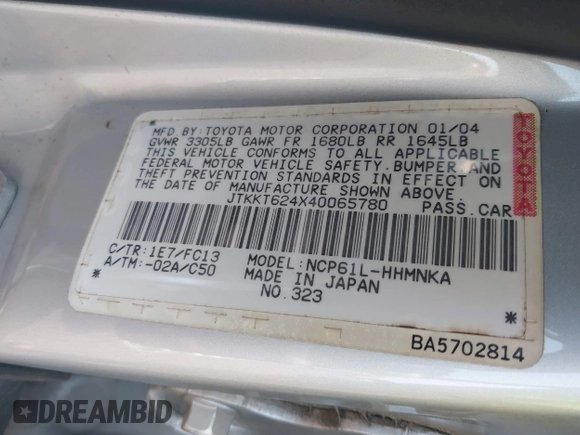 MFD BY:TOYOTA MOTOR CORPORATION 01/04
GVWR 3305LB GAWR FR 1680LB RR 1645LB
THIS VEHICLE CONFORMS TO ALL APPLICABLE
FEDERAL MOTOR VEHICLE SAFETY,BUMPER AND
THEFT PREVENTION STANDARDS IN EFFECT ON
THE DATE OF MANUFACTURE SHOWN ABOVE.
JTKKT624X40065780 PASS.CAR
C/TR:1E7/FC13 MODEL:NCP61L-HHMNKA
A/TM:-02A/C50 MADE IN JAPAN
NO.323
TOYOTA
BA5702814
DREAMBID